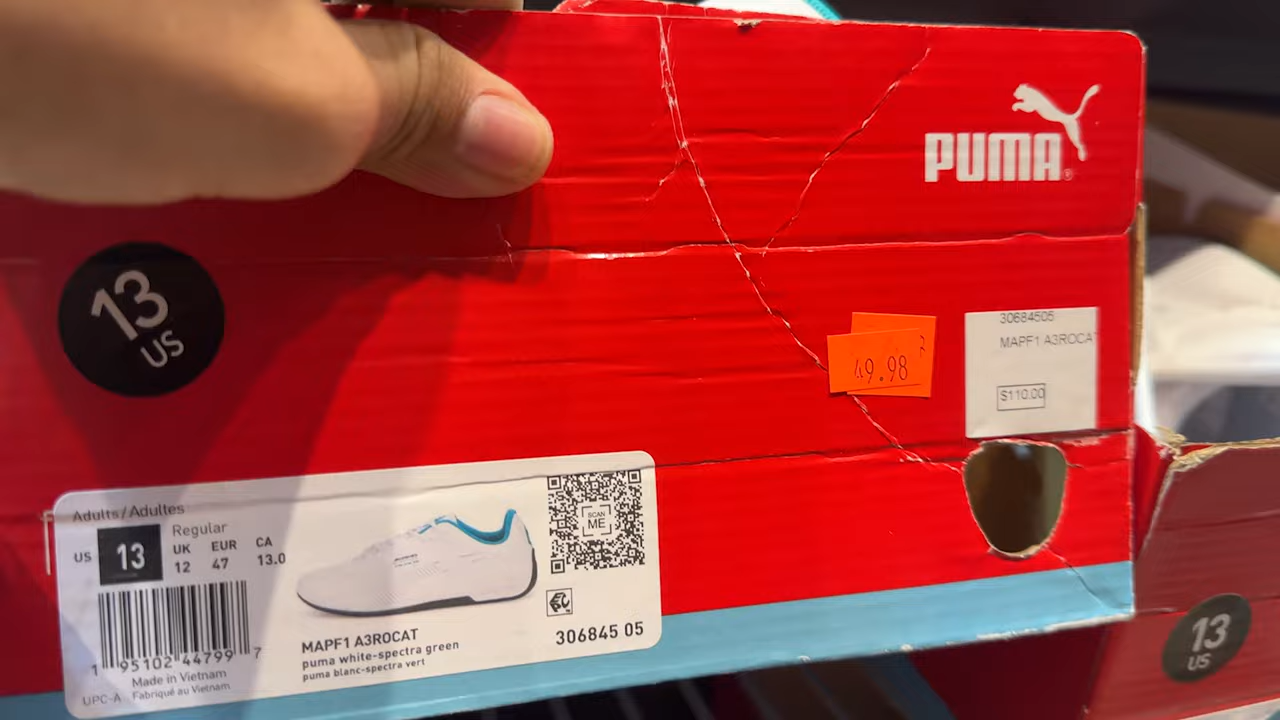 PUMA®
13
US
30684505
MAPF1 A3ROCAT
$110.00
49.98
Adults/Adultes
Regular
US 13
UK EUR CA
12 47 13.0
SCAN
ME
1 95102 44799 7
UPC-A
Made in Vietnam
Fabriqué au Vietnam
MAPF1 A3ROCAT
puma white-spectra green
puma blanc-spectra vert
306845 05
13
US